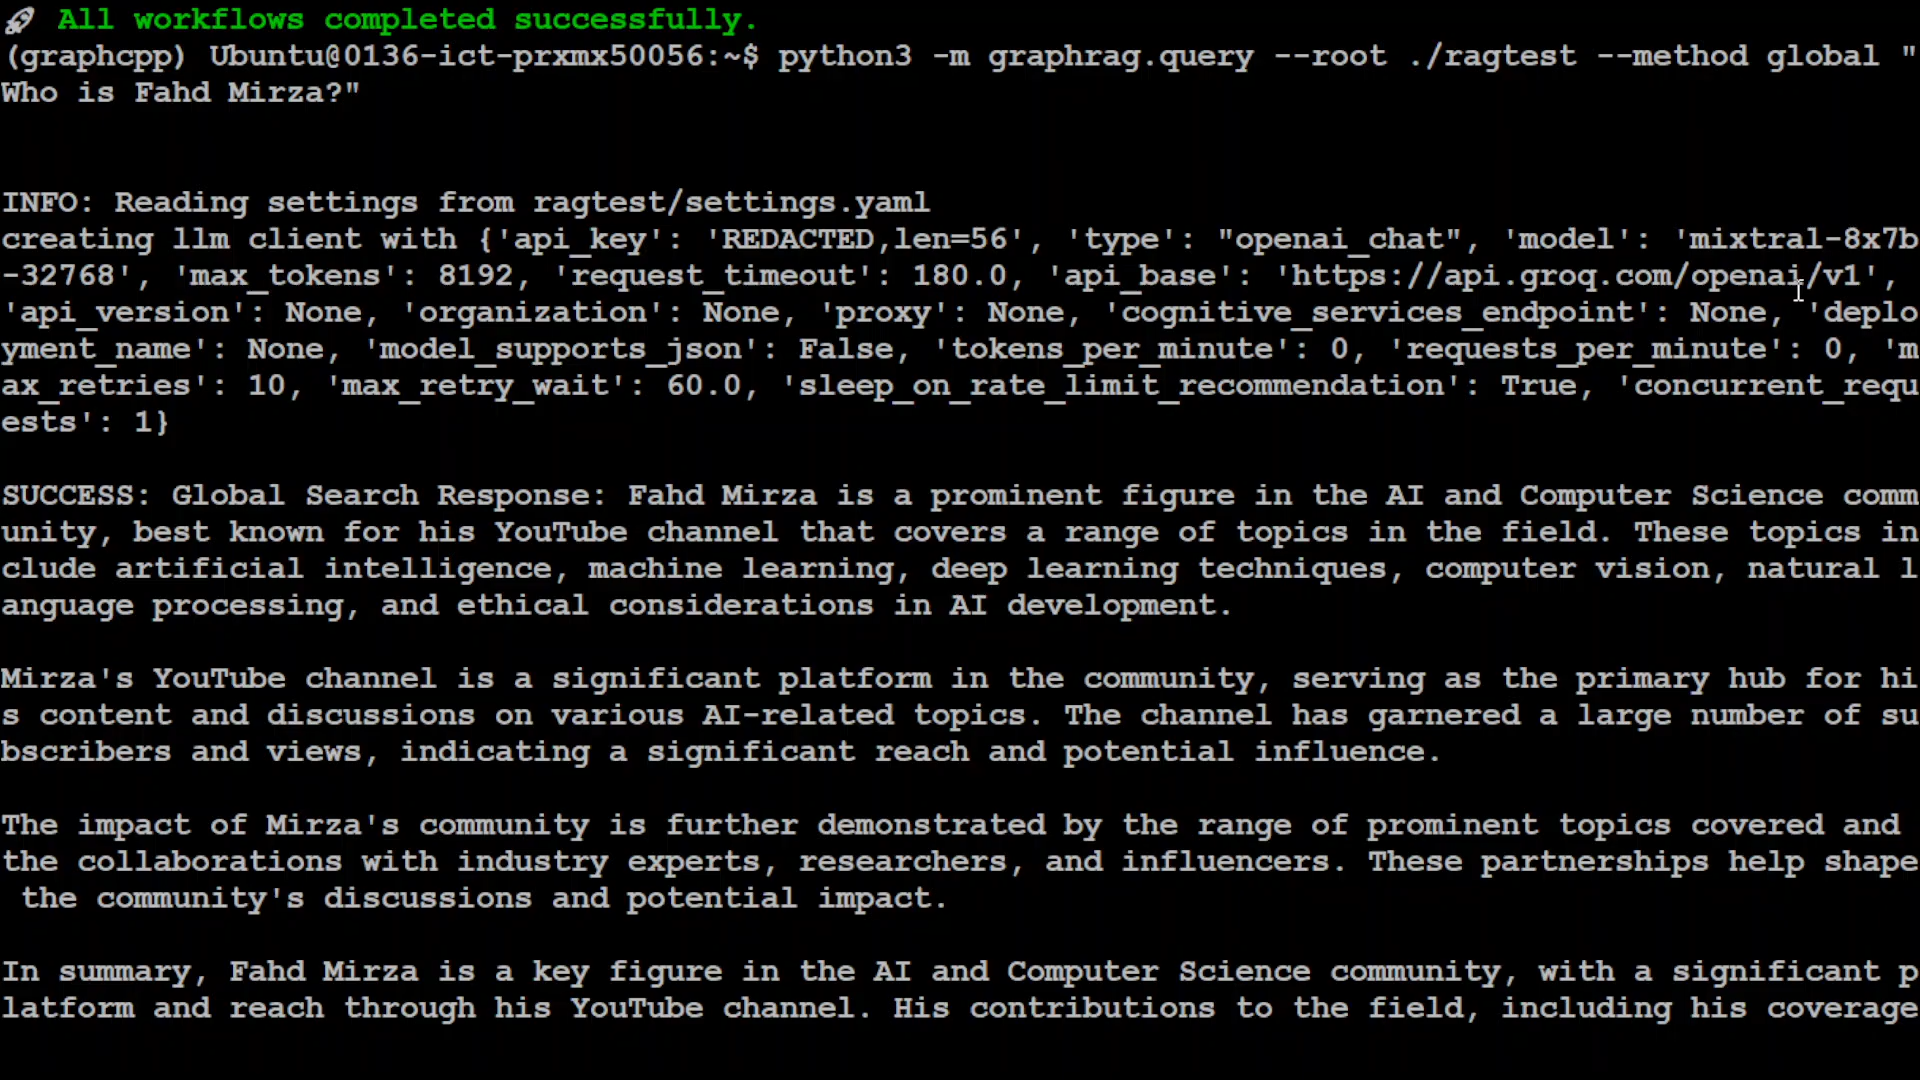 🚀 All workflows completed successfully.
(graphcpp) Ubuntu@0136-ict-prxmx50056:~$ python3 -m graphrag.query --root ./ragtest --method global "
Who is Fahd Mirza?"
INFO: Reading settings from ragtest/settings.yaml
creating llm client with {'api_key': 'REDACTED,len=56', 'type': "openai_chat", 'model': 'mixtral-8x7b
-32768', 'max_tokens': 8192, 'request_timeout': 180.0, 'api_base': 'https://api.groq.com/openai/v1',
'api_version': None, 'organization': None, 'proxy': None, 'cognitive_services_endpoint': None, 'deplo
yment_name': None, 'model_supports_json': False, 'tokens_per_minute': 0, 'requests_per_minute': 0, 'm
ax_retries': 10, 'max_retry_wait': 60.0, 'sleep_on_rate_limit_recommendation': True, 'concurrent_requ
ests': 1}
SUCCESS: Global Search Response: Fahd Mirza is a prominent figure in the AI and Computer Science comm
unity, best known for his YouTube channel that covers a range of topics in the field. These topics in
clude artificial intelligence, machine learning, deep learning techniques, computer vision, natural l
anguage processing, and ethical considerations in AI development.
Mirza's YouTube channel is a significant platform in the community, serving as the primary hub for hi
s content and discussions on various AI-related topics. The channel has garnered a large number of su
bscribers and views, indicating a significant reach and potential influence.
The impact of Mirza's community is further demonstrated by the range of prominent topics covered and
the collaborations with industry experts, researchers, and influencers. These partnerships help shape
 the community's discussions and potential impact.
In summary, Fahd Mirza is a key figure in the AI and Computer Science community, with a significant p
latform and reach through his YouTube channel. His contributions to the field, including his coverage